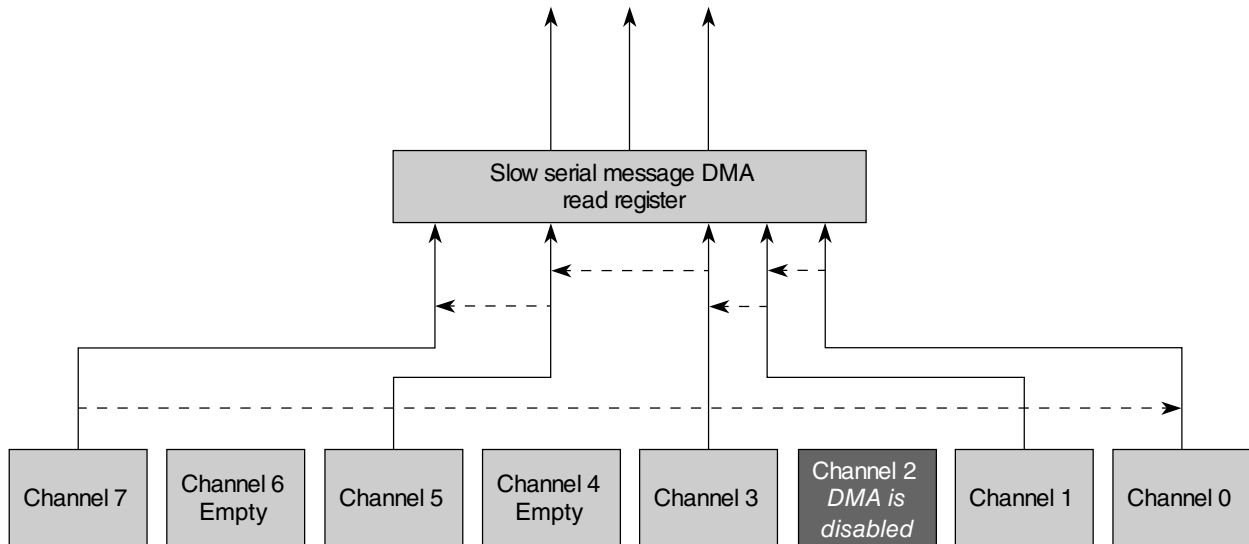 Slow serial message DMA
read register
Channel 7
Channel 6
Empty
Channel 5
Channel 4
Empty
Channel 3
Channel 2
DMA is
disabled
Channel 1
Channel 0